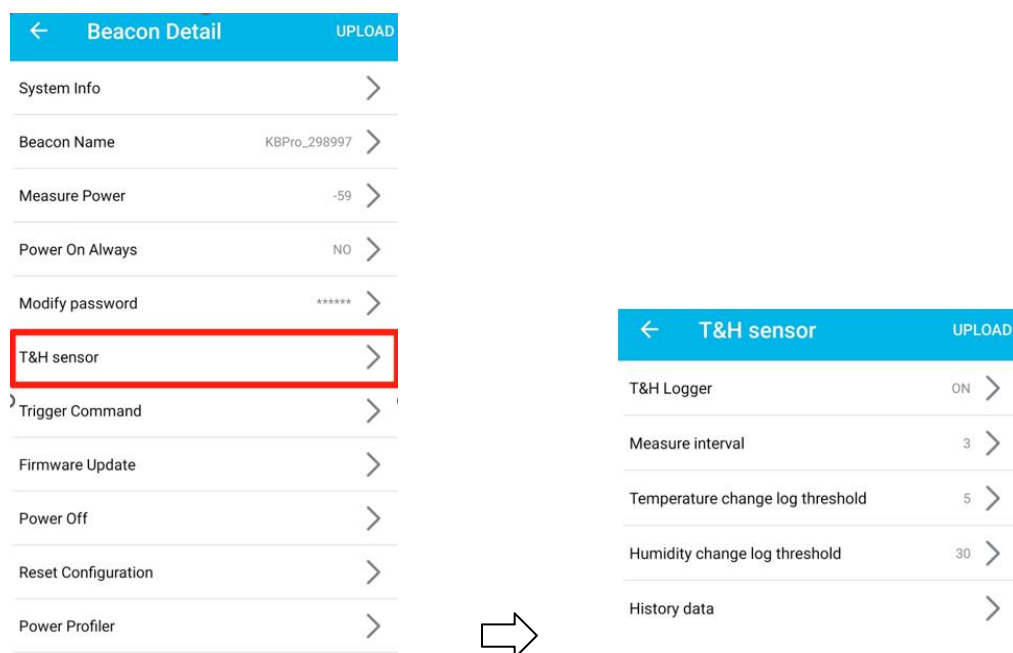 Beacon Detail UPLOAD
System Info
Beacon Name KBPro_298997
Measure Power -59
Power On Always NO
Modify password ******
T&H sensor
Trigger Command
Firmware Update
Power Off
Reset Configuration
Power Profiler
T&H sensor UPLOAD
T&H Logger ON
Measure interval 3
Temperature change log threshold 5
Humidity change log threshold 30
History data